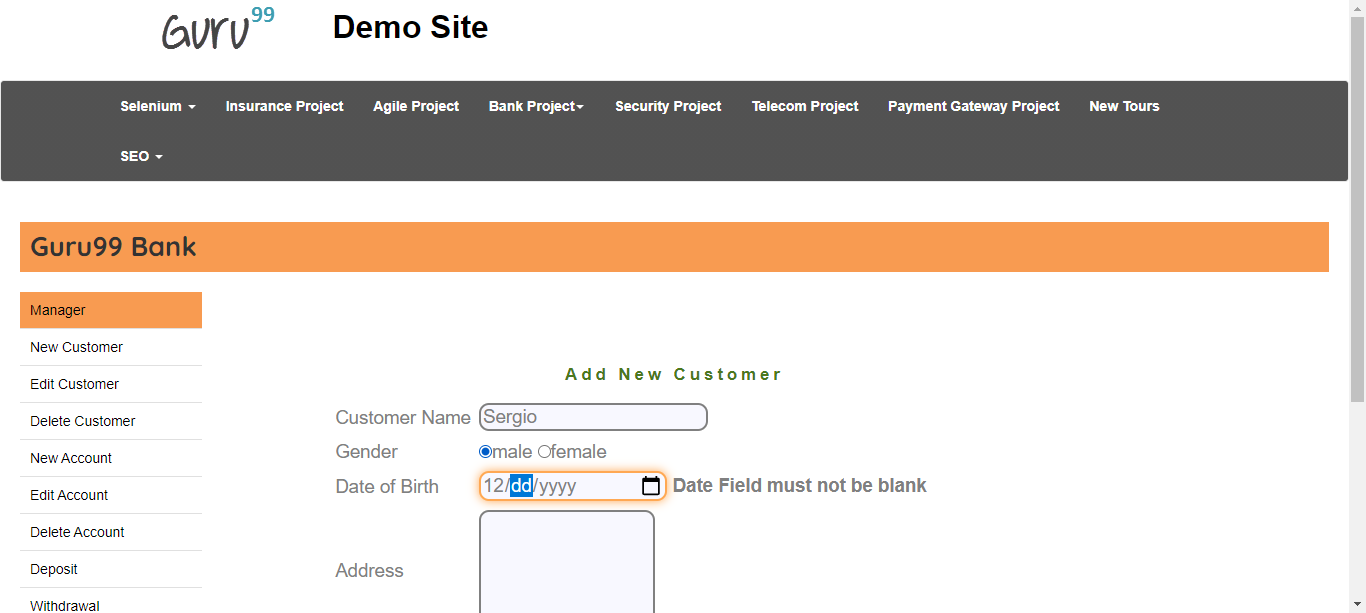 Guru99 Demo Site
Selenium Insurance Project Agile Project Bank Project Security Project Telecom Project Payment Gateway Project New Tours
SEO
Guru99 Bank
Manager
New Customer
Edit Customer
Delete Customer
New Account
Edit Account
Delete Account
Deposit
Withdrawal
Add New Customer
Customer Name Sergio
Gender male female
Date of Birth 12/dd/yyyy Date Field must not be blank
Address